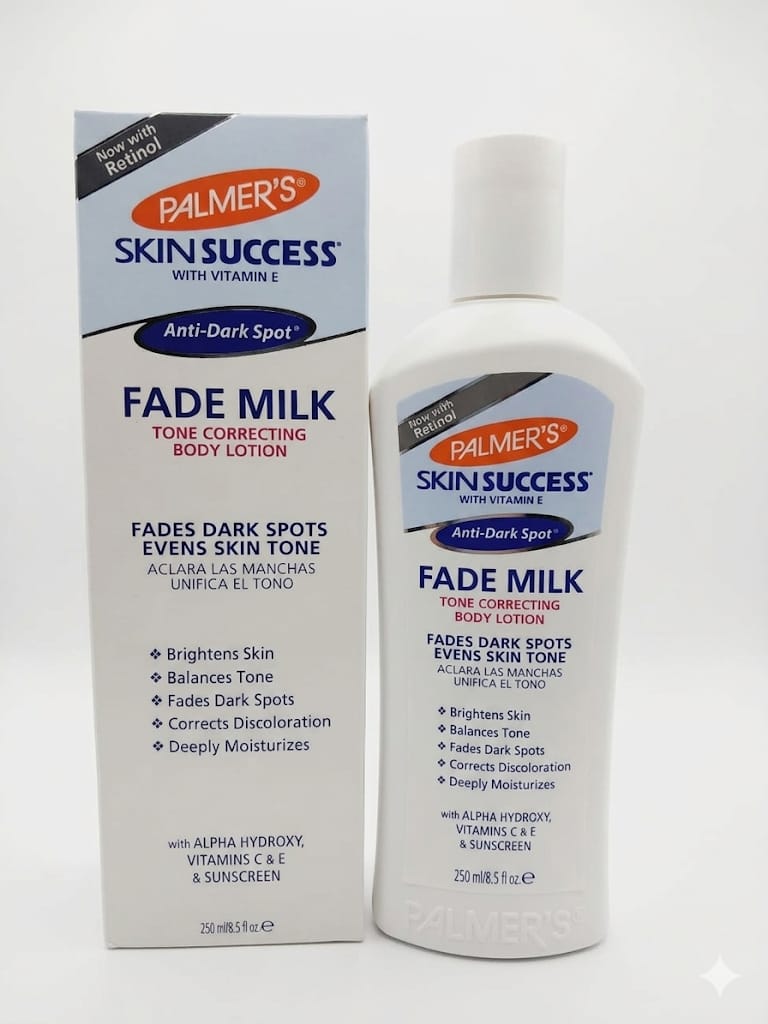 Now with
Retinol
PALMER'S®
SKIN SUCCESS®
WITH VITAMIN E
Anti-Dark Spot®
FADE MILK
TONE CORRECTING
BODY LOTION
FADES DARK SPOTS
EVENS SKIN TONE
ACLARA LAS MANCHAS
UNIFICA EL TONO
❖ Brightens Skin
❖ Balances Tone
❖ Fades Dark Spots
❖ Corrects Discoloration
❖ Deeply Moisturizes
with ALPHA HYDROXY,
VITAMINS C & E
& SUNSCREEN
250 ml/8.5 fl oz.℮
Now with
Retinol
PALMER'S®
SKIN SUCCESS®
WITH VITAMIN E
Anti-Dark Spot®
FADE MILK
TONE CORRECTING
BODY LOTION
FADES DARK SPOTS
EVENS SKIN TONE
ACLARA LAS MANCHAS
UNIFICA EL TONO
❖ Brightens Skin
❖ Balances Tone
❖ Fades Dark Spots
❖ Corrects Discoloration
❖ Deeply Moisturizes
with ALPHA HYDROXY,
VITAMINS C & E
& SUNSCREEN
250 ml/8.5 fl oz.℮
PALMER'S®